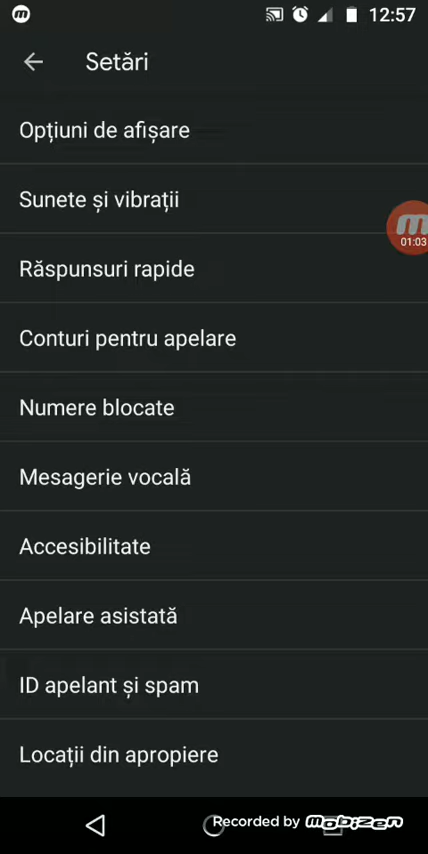 12:57
Setări
Opțiuni de afișare
Sunete și vibrații
01:03
Răspunsuri rapide
Conturi pentru apelare
Numere blocate
Mesagerie vocală
Accesibilitate
Apelare asistată
ID apelant și spam
Locații din apropiere
Recorded by mobizen